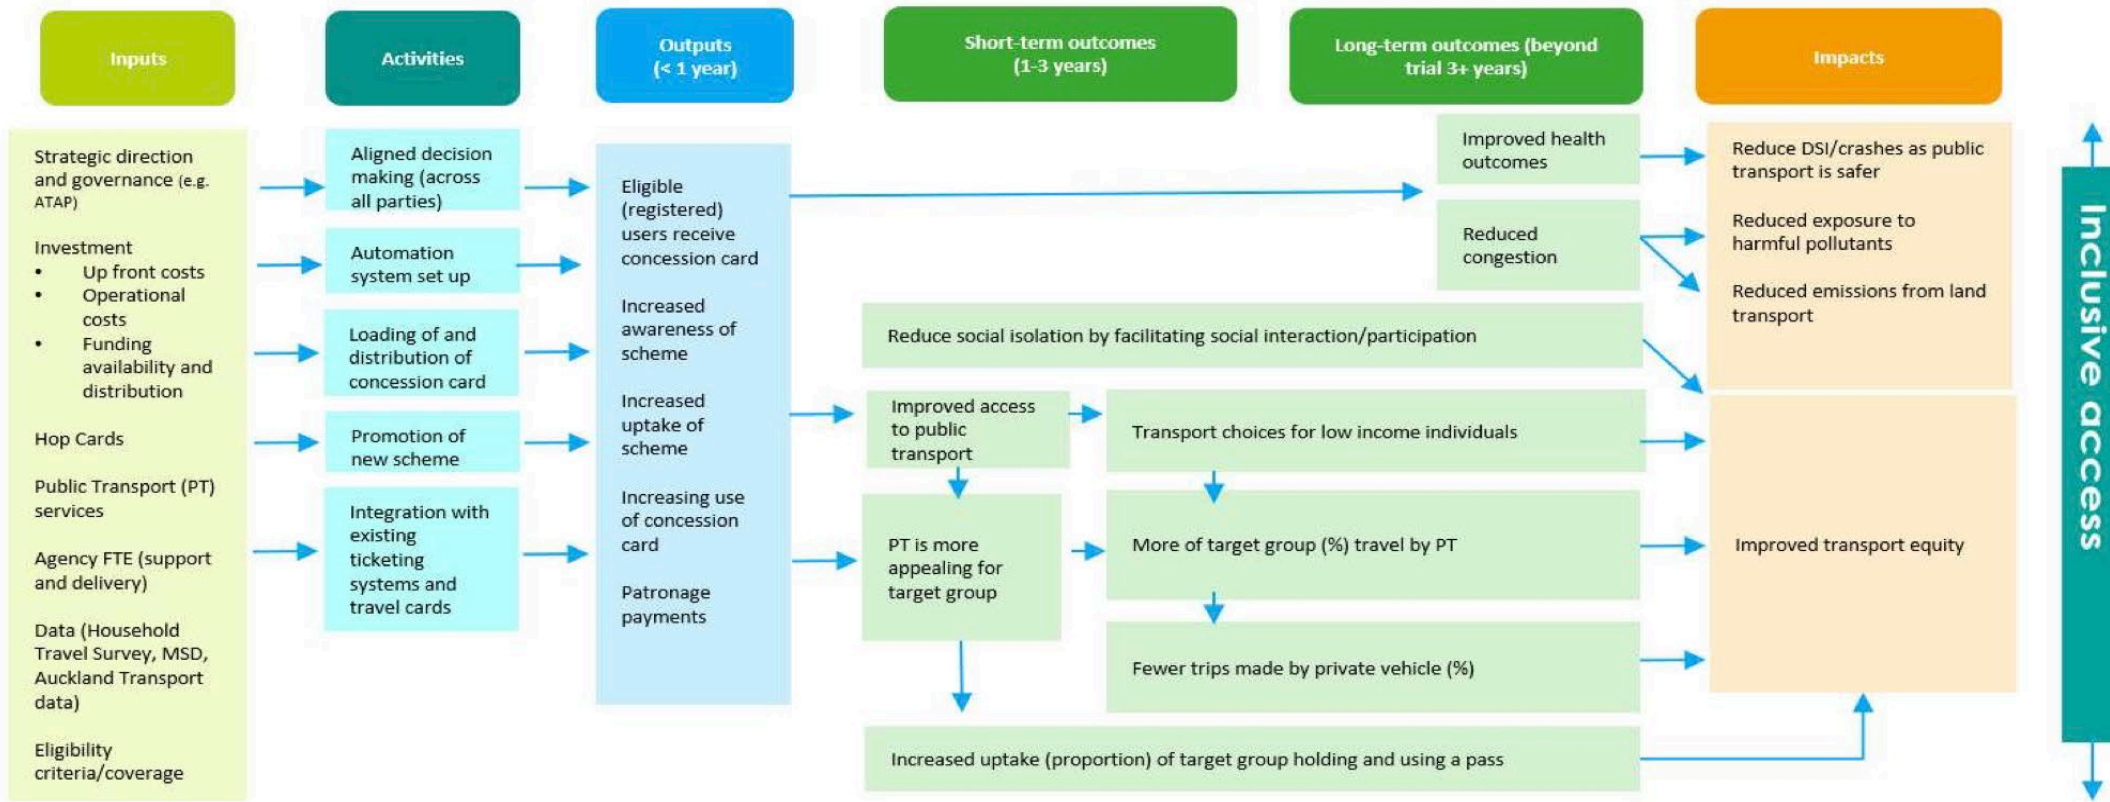 Inputs
Activities
Outputs
(< 1 year)
Short-term outcomes
(1-3 years)
Long-term outcomes (beyond
trial 3+ years)
Impacts
Strategic direction
and governance (e.g.
ATAP)
Investment
• Up front costs
• Operational
costs
• Funding
availability and
distribution
Hop Cards
Public Transport (PT)
services
Agency FTE (support
and delivery)
Data (Household
Travel Survey, MSD,
Auckland Transport
data)
Eligibility
criteria/coverage
Aligned decision
making (across
all parties)
Automation
system set up
Loading of and
distribution of
concession card
Promotion of
new scheme
Integration with
existing
ticketing
systems and
travel cards
Eligible
(registered)
users receive
concession card
Increased
awareness of
scheme
Increased
uptake of
scheme
Increasing use
of concession
card
Patronage
payments
Improved health
outcomes
Reduced
congestion
Reduce social isolation by facilitating social interaction/participation
Improved access
to public
transport
Transport choices for low income individuals
PT is more
appealing for
target group
More of target group (%) travel by PT
Fewer trips made by private vehicle (%)
Increased uptake (proportion) of target group holding and using a pass
Reduce DSI/crashes as public
transport is safer
Reduced exposure to
harmful pollutants
Reduced emissions from land
transport
Improved transport equity
Inclusive access